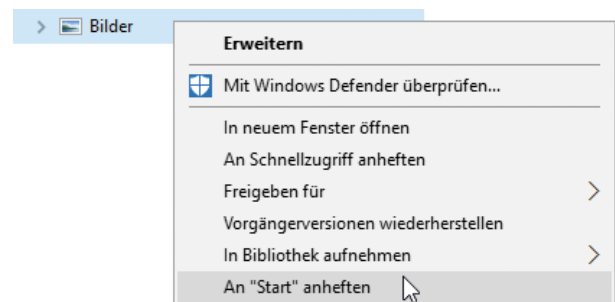 Bilder
Erweitern
Mit Windows Defender überprüfen...
In neuem Fenster öffnen
An Schnellzugriff anheften
Freigeben für
Vorgängerversionen wiederherstellen
In Bibliothek aufnehmen
An "Start" anheften